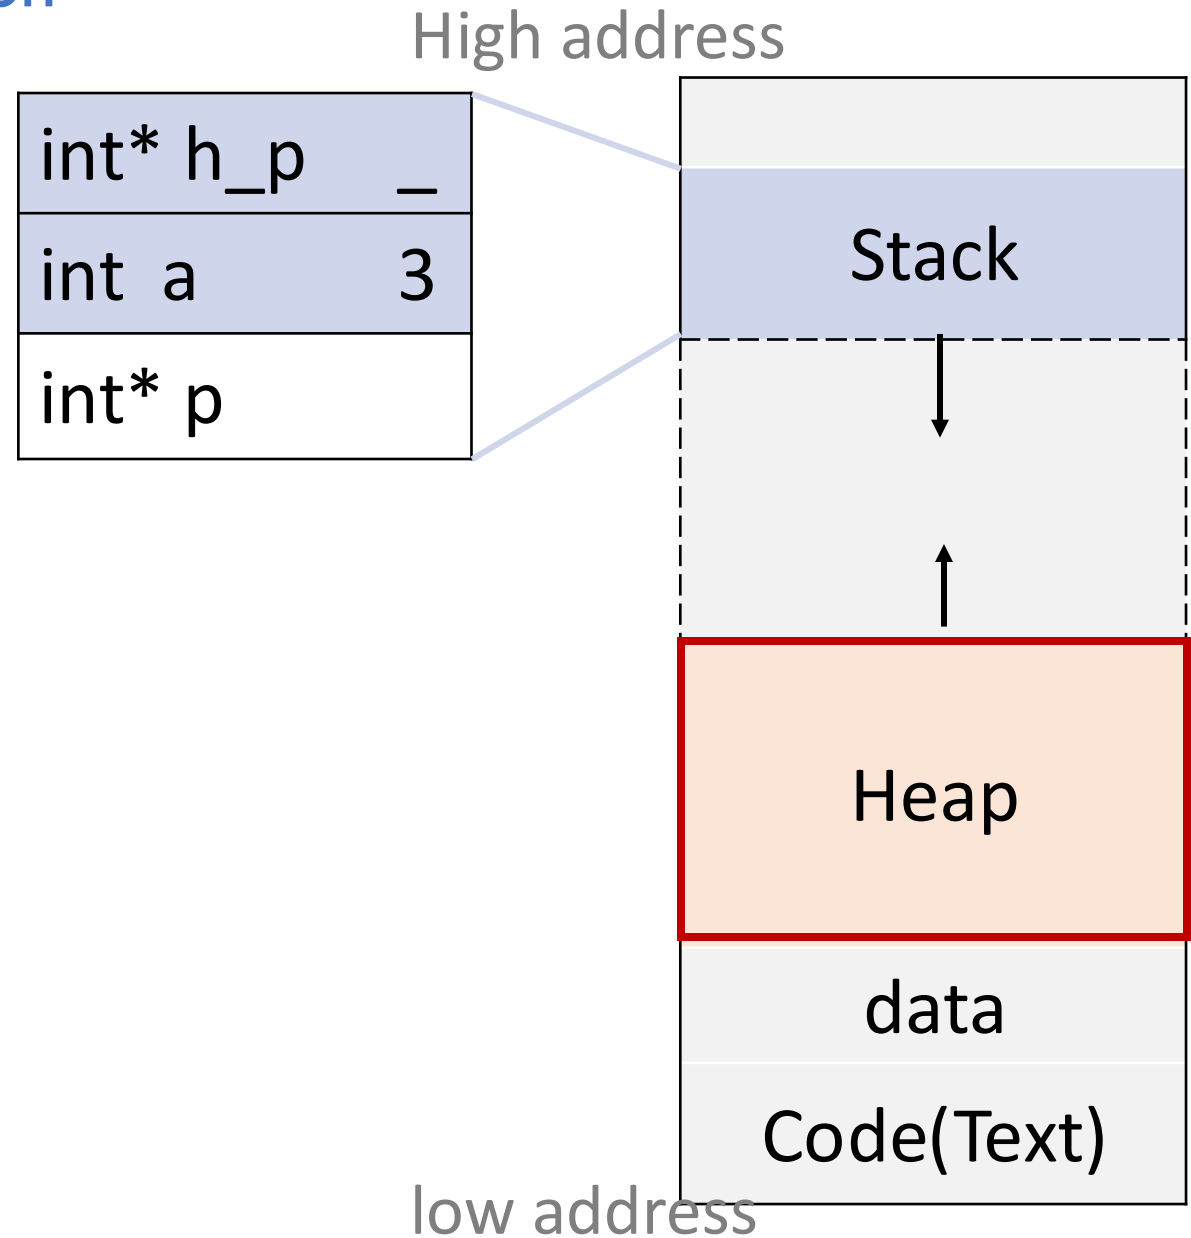 High address
int* h_p _
int a 3
int* p
Stack
Heap
data
Code(Text)
low address